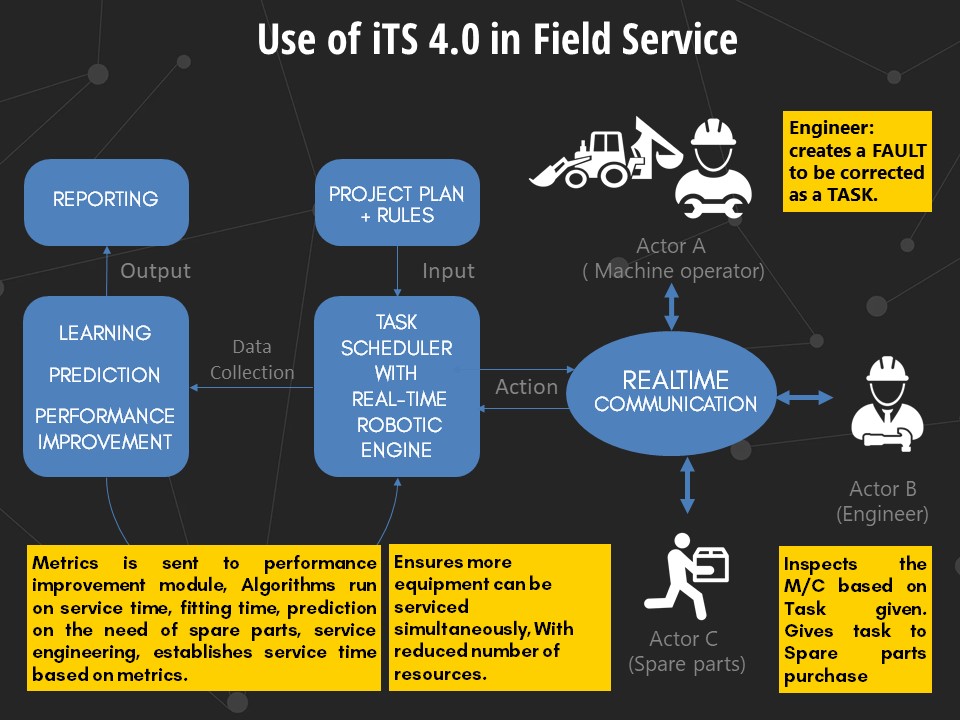 Use of iTS 4.0 in Field Service
Engineer:
creates a FAULT
to be corrected
as a TASK.
REPORTING
PROJECT PLAN
+ RULES
Actor A
( Machine operator)
Output
Input
LEARNING
PREDICTION
PERFORMANCE
IMPROVEMENT
Data
Collection
TASK
SCHEDULER
WITH
REAL-TIME
ROBOTIC
ENGINE
Action
REALTIME
COMMUNICATION
Actor B
(Engineer)
Metrics is sent to performance
improvement module, Algorithms run
on service time, fitting time, prediction
on the need of spare parts, service
engineering, establishes service time
based on metrics.
Ensures more
equipment can be
serviced
simultaneously, With
reduced number of
resources.
Actor C
(Spare parts)
Inspects the
M/C based on
Task given.
Gives task to
Spare parts
purchase